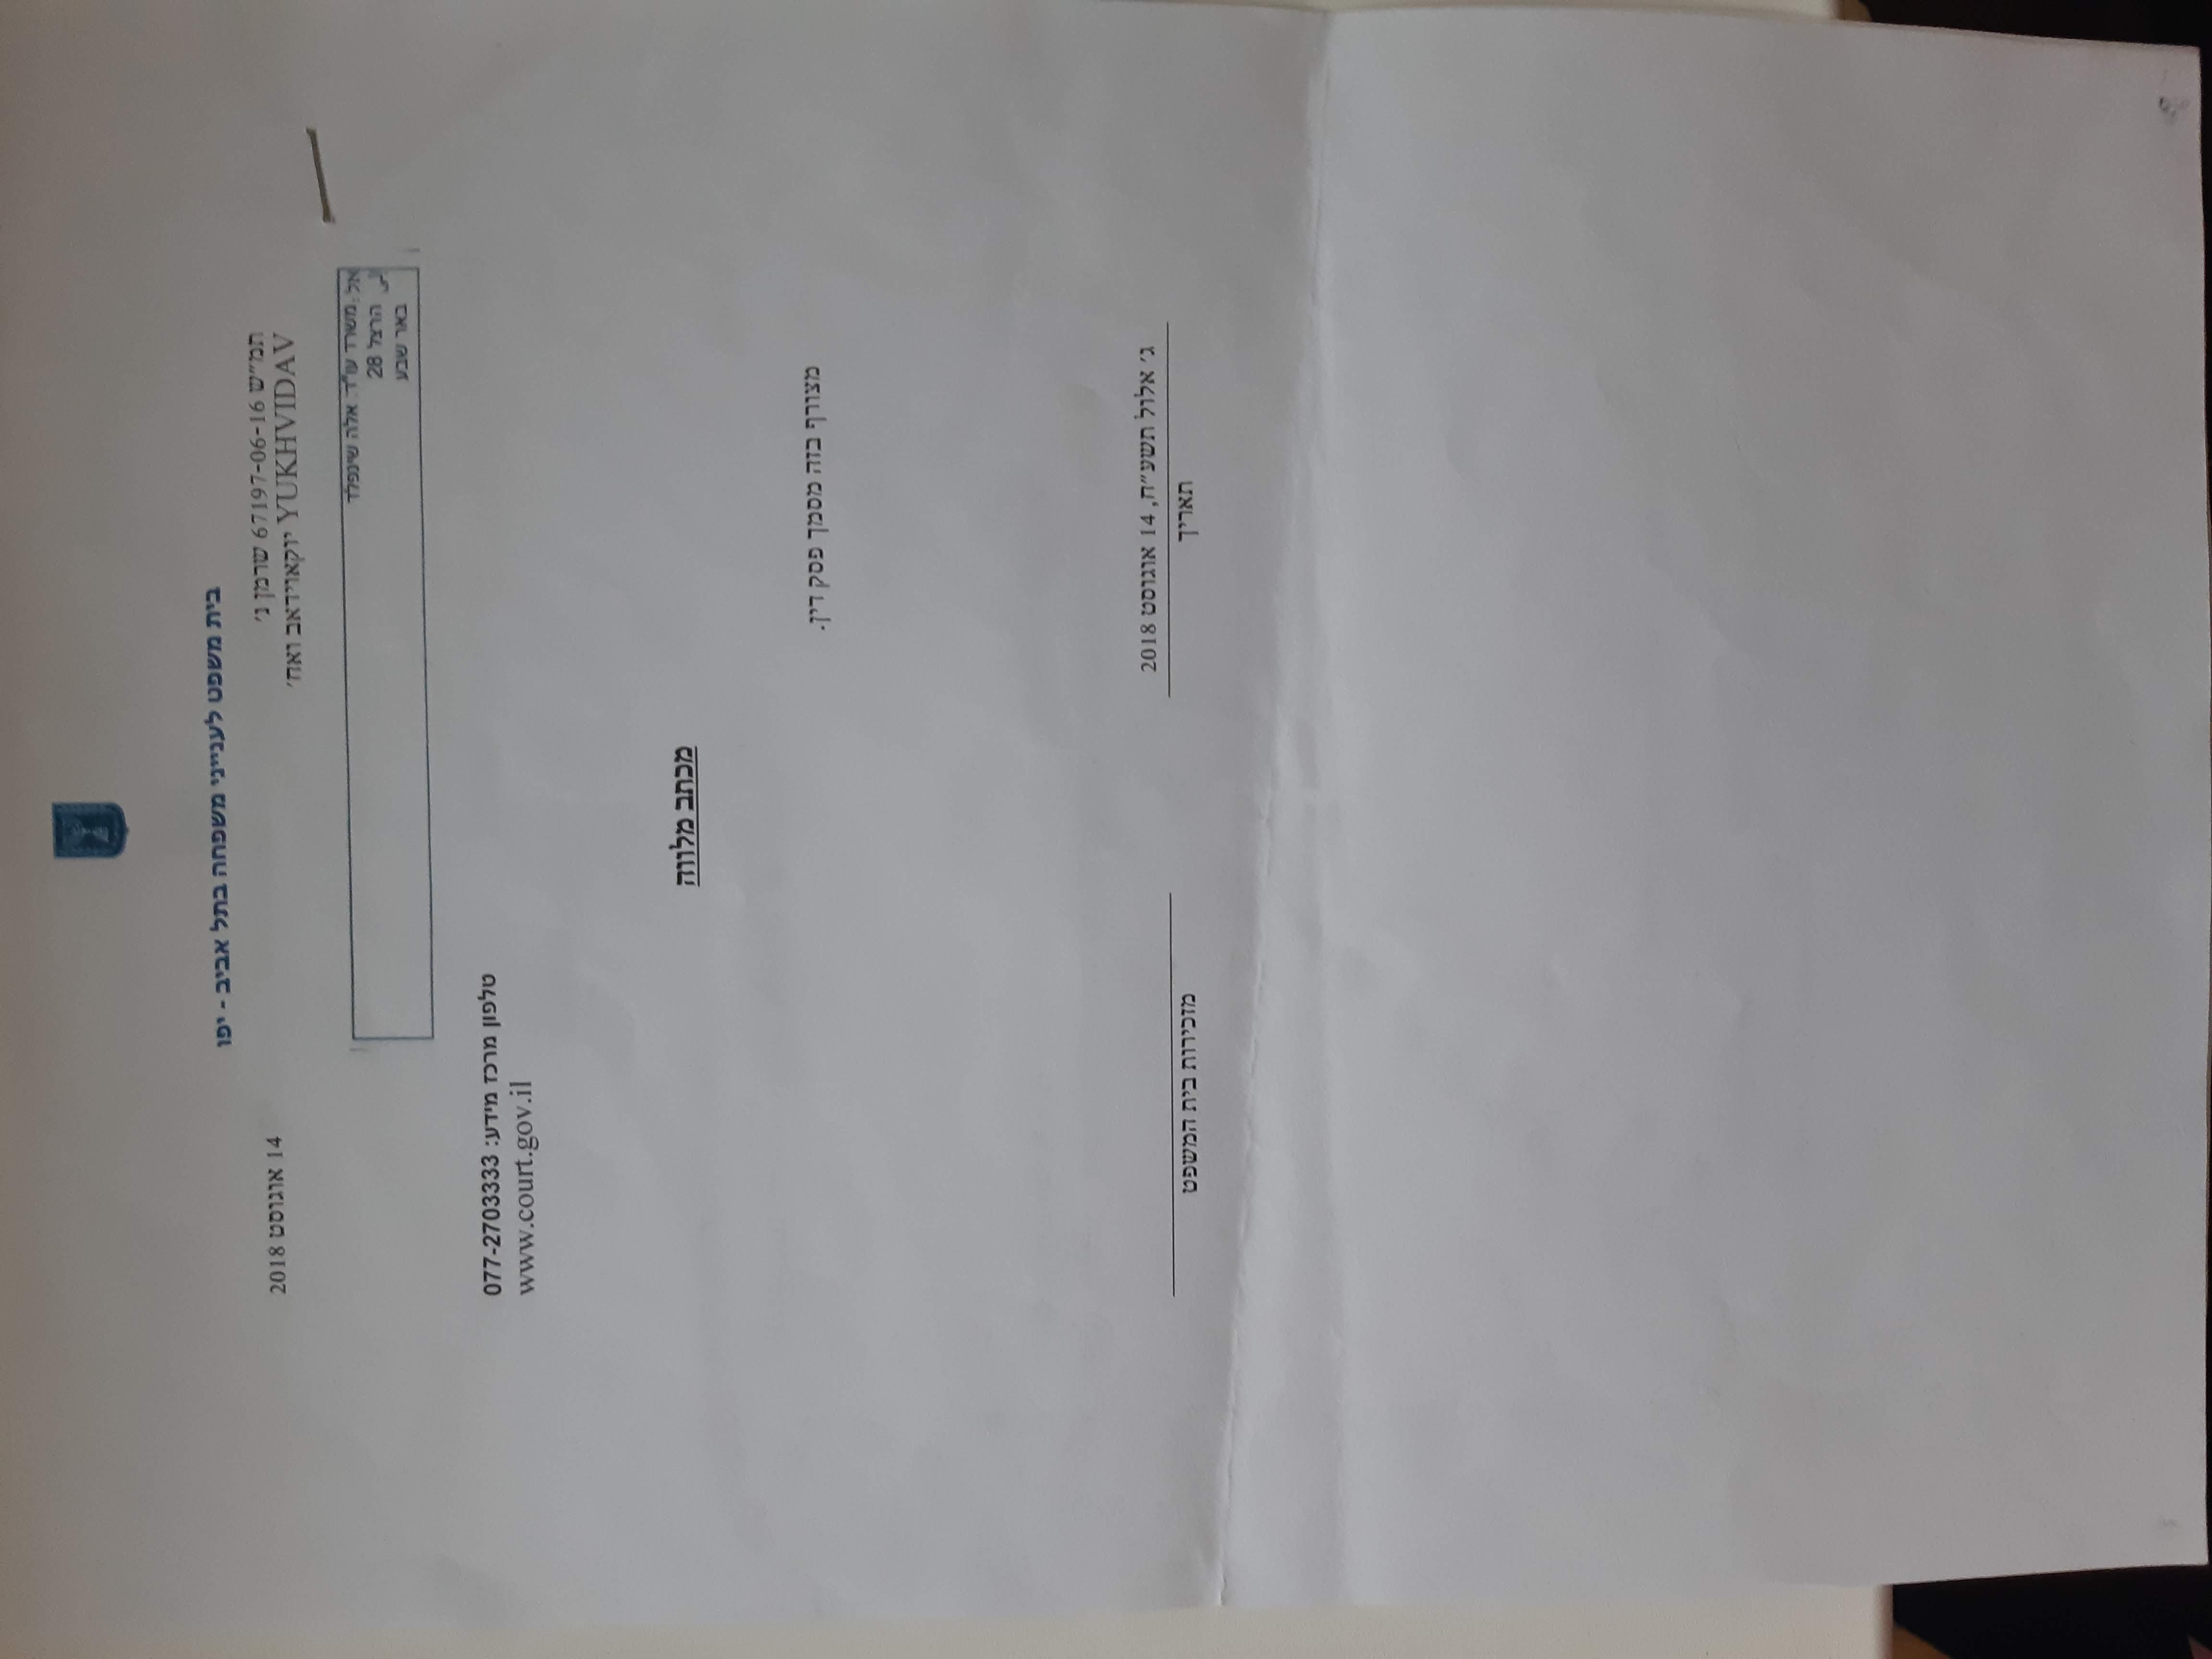 בית משפט לענייני משפחה בתל אביב - יפו
תמ"ש 67197-06-16 שרמן נ'
YUKHVIDAV יוקאוידאב ואח'
14 אוגוסט 2018
אל: משרד עו"ד אלה שינפלד
إلى הרצל 28
באר שבע
טלפון מרכז מידע: 077-2703333
www.court.gov.il
מכתב מלווה
מצורף בזה מסמך פסק דין.
ג' אלול תשע"ח, 14 אוגוסט 2018
תאריך
מזכירות בית המשפט